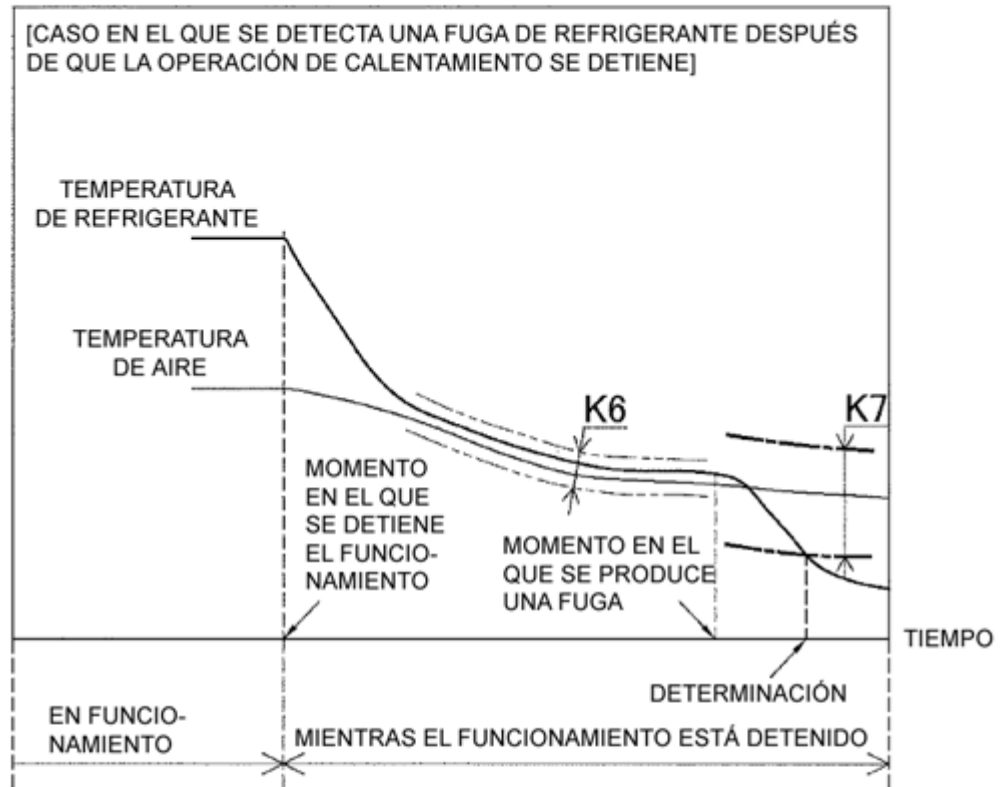 [CASO EN EL QUE SE DETECTA UNA FUGA DE REFRIGERANTE DESPUÉS
DE QUE LA OPERACIÓN DE CALENTAMIENTO SE DETIENE]
TEMPERATURA
DE REFRIGERANTE
TEMPERATURA
DE AIRE
K6
K7
MOMENTO
EN EL QUE
SE DETIENE
EL FUNCIO-
NAMIENTO
MOMENTO EN EL
QUE SE PRODUCE
UNA FUGA
TIEMPO
DETERMINACIÓN
EN FUNCIO-
NAMIENTO
MIENTRAS EL FUNCIONAMIENTO ESTÁ DETENIDO